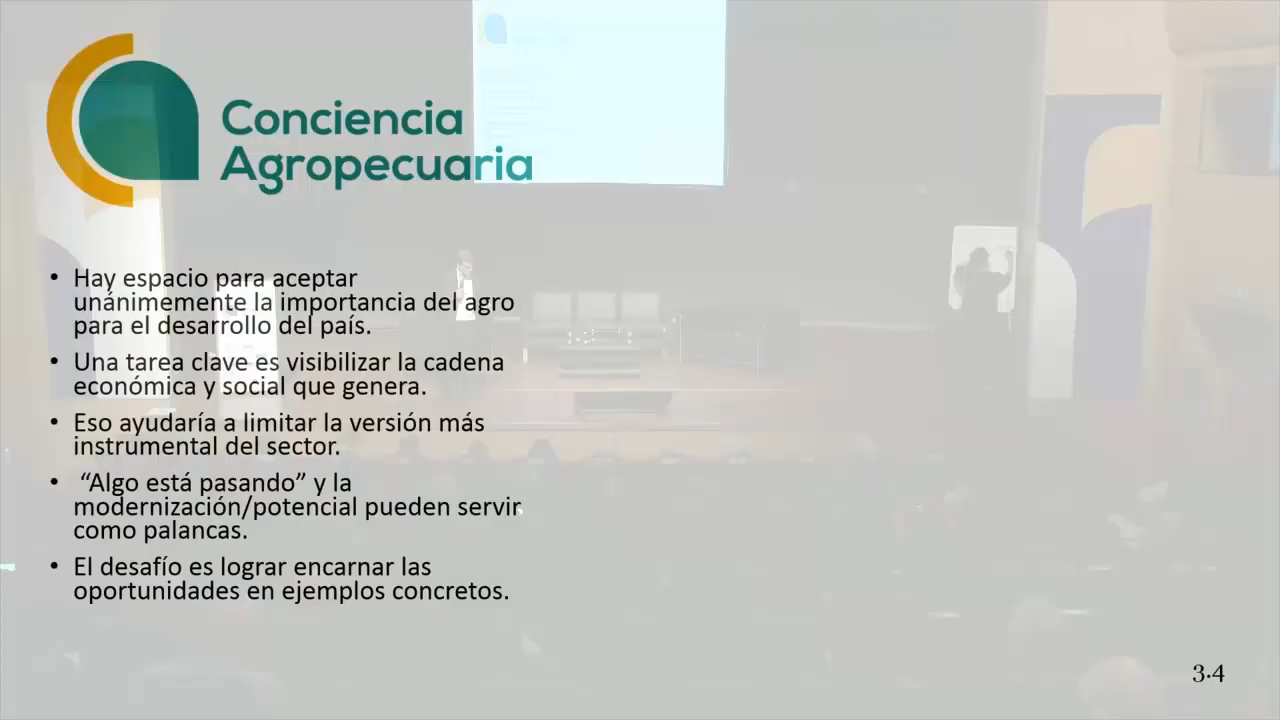 Conciencia
Agropecuaria
• Hay espacio para aceptar
unánimemente la importancia del agro
para el desarrollo del país.
• Una tarea clave es visibilizar la cadena
económica y social que genera.
• Eso ayudaría a limitar la versión más
instrumental del sector.
• “Algo está pasando” y la
modernización/potencial pueden servir
como palancas.
• El desafío es lograr encarnar las
oportunidades en ejemplos concretos.
3.4